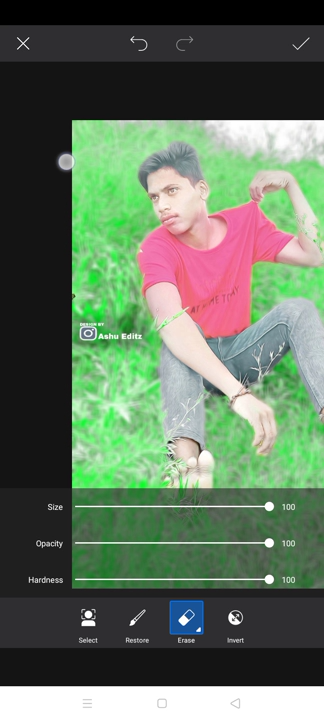 DESIGN BY
Ashu Editz
Size 100
Opacity 100
Hardness 100
Select Restore Erase Invert